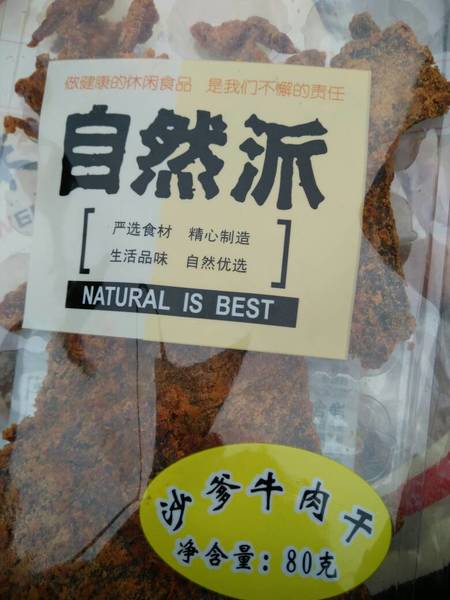 做健康的休闲食品 是我们不懈的责任
自然派
严选食材 精心制造
生活品味 自然优选
NATURAL IS BEST
沙爹牛肉干
净含量：80克